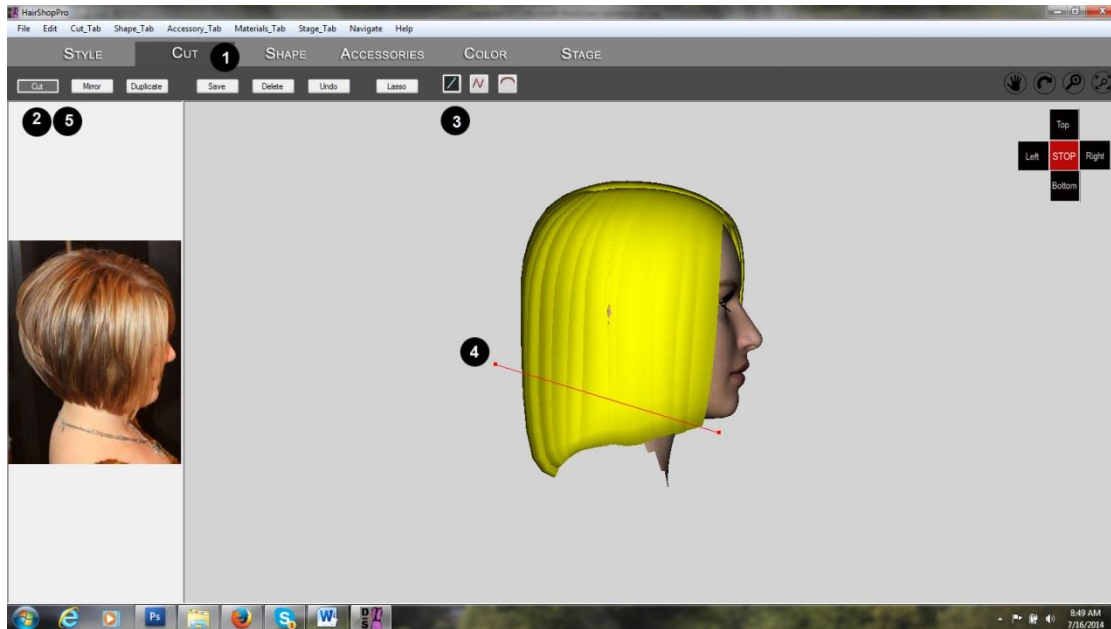 HairShopPro
File Edit Cut_Tab Shape_Tab Accessory_Tab Materials_Tab Stage_Tab Navigate Help
STYLE CUT 1 SHAPE ACCESSORIES COLOR STAGE
Cut Mirror Duplicate Save Delete Undo Lasso
2 5 3
Top
Left STOP Right
Bottom
4
Ps S W DSM
8:49 AM
7/16/2014